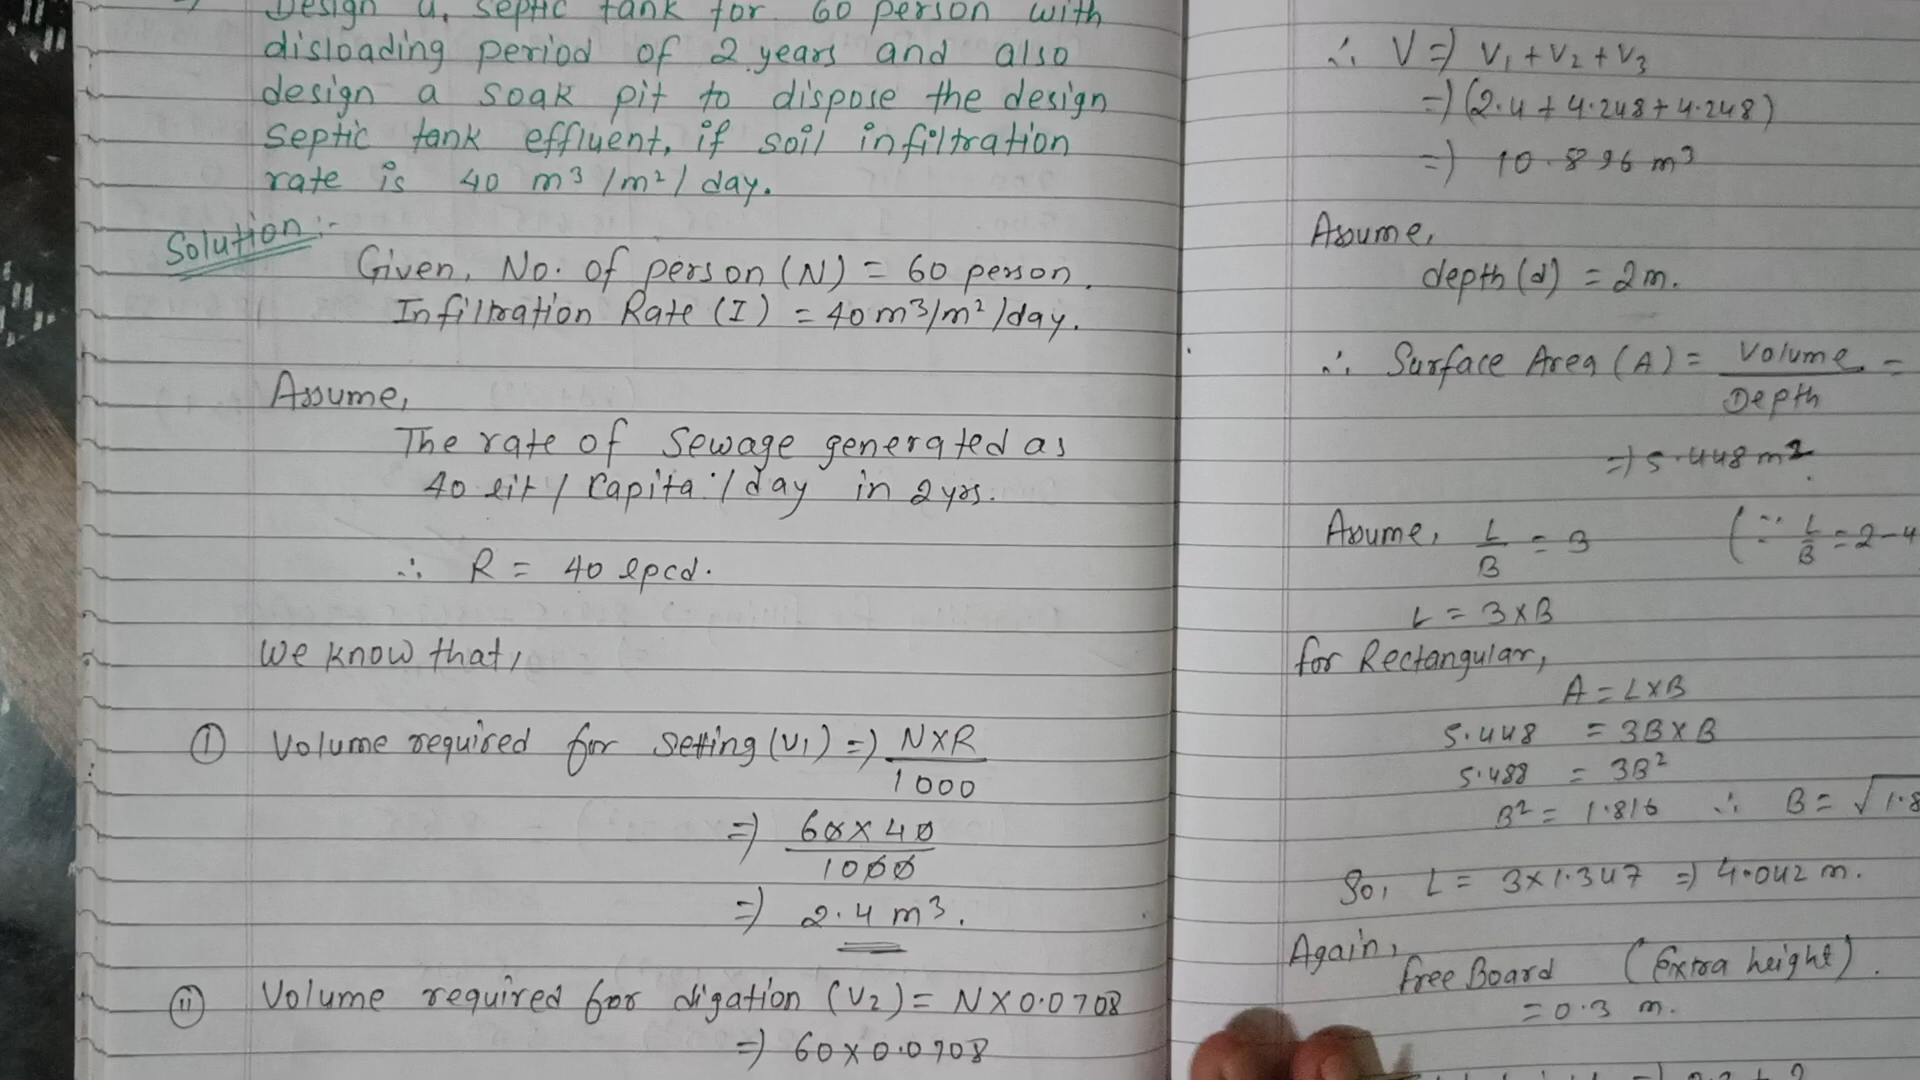 Design a septic tank for 60 person with
disloading period of 2 years and also
design a soak pit to dispose the design
septic tank effluent, if soil infiltration
rate is 40 m³/m²/day.
Solution :-
Given, No. of person (N) = 60 person.
Infiltration Rate (I) = 40 m³/m²/day.
Assume,
The rate of sewage generated as
40 lit / Capita / day in 2 yrs.
∴ R = 40 lpcd.
We know that,
(i) Volume required for Setting (V1) => N×R / 1000
=> 60×40 / 1000
=> 2.4 m³.
(ii) Volume required for digation (V2) = N×0.0708
=> 60×0.0708
∴ V => V1 + V2 + V3
=> (2.4 + 4.248 + 4.248)
=> 10.896 m³
Assume,
depth (d) = 2m.
∴ Surface Area (A) = Volume / Depth =
=> 5.448 m²
Assume, L/B = 3 (∵ L/B = 2-4
L = 3×B
for Rectangular,
A = L×B
5.448 = 3B×B
5.488 = 3B²
B² = 1.816 ∴ B = √1.8
So, L = 3×1.347 => 4.042 m.
Again,
free Board (Extra height).
= 0.3 m.